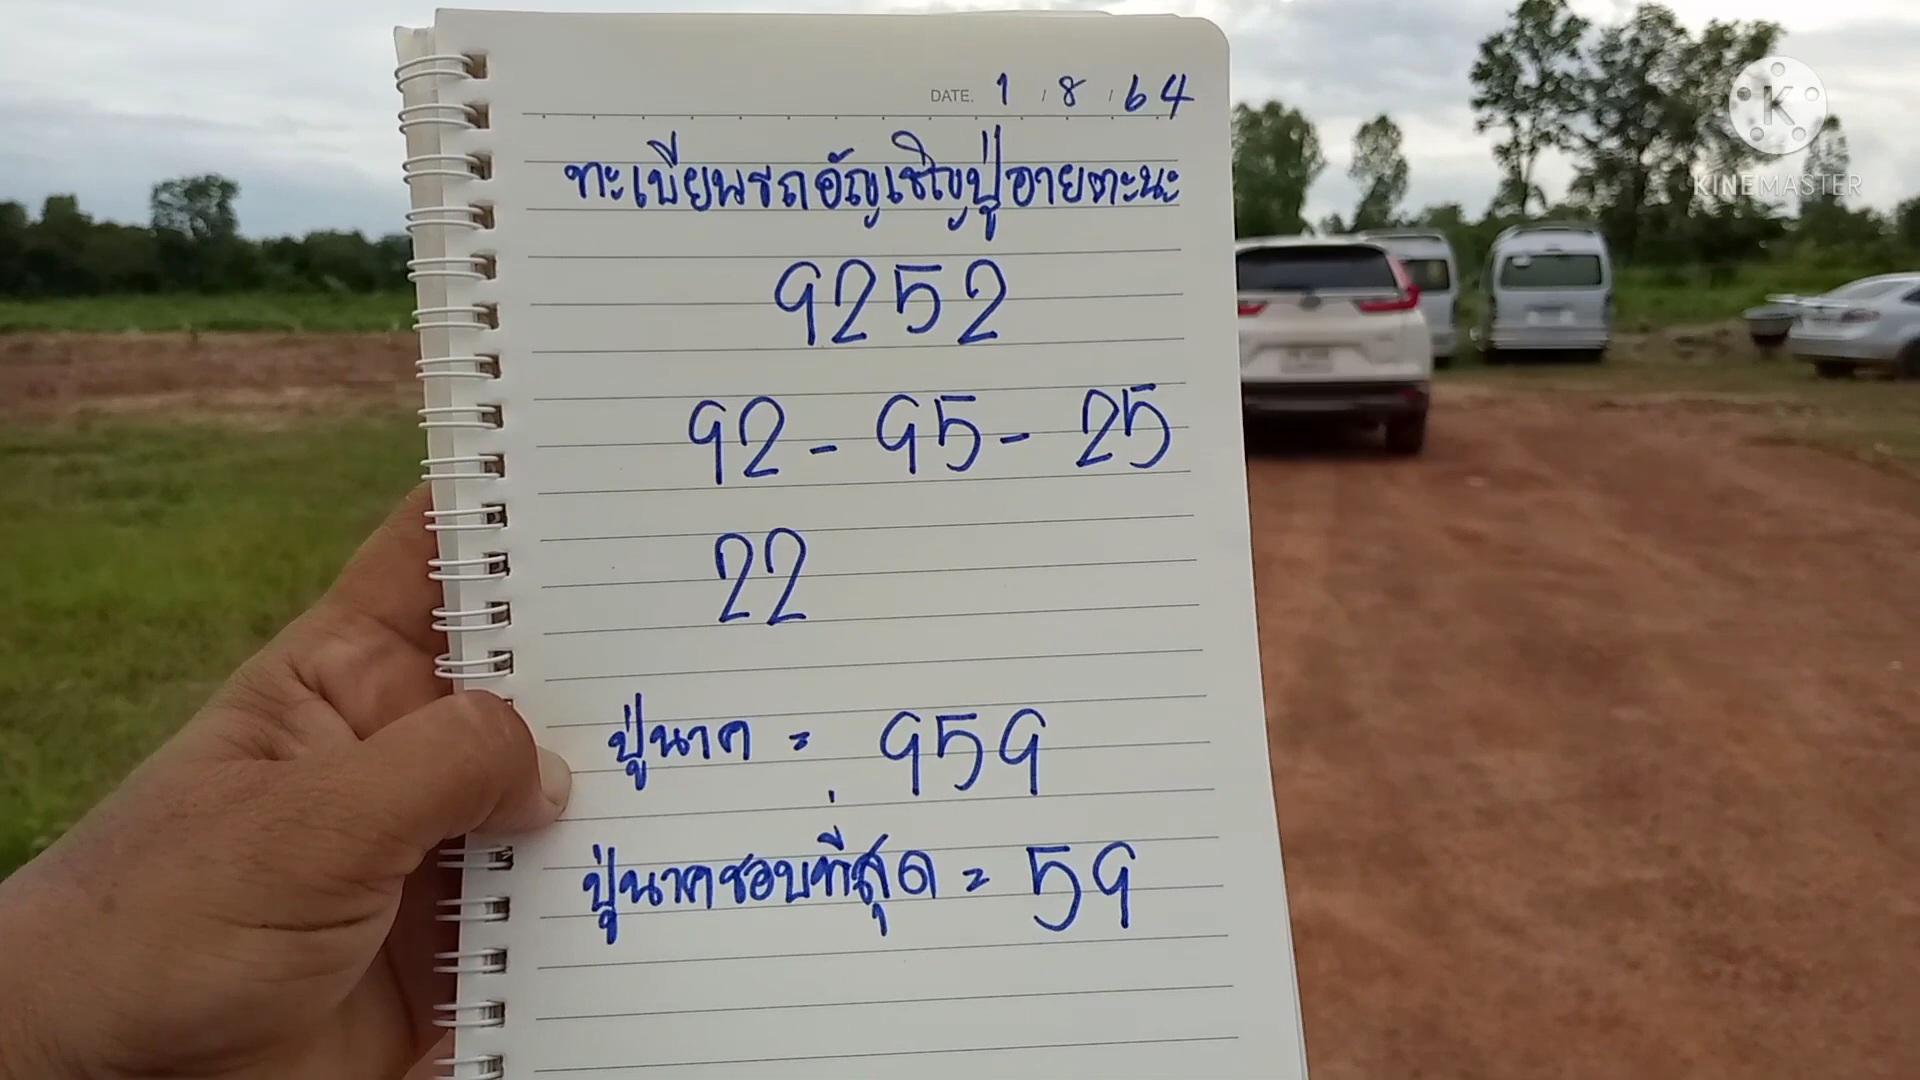 DATE. 1 / 8 / 64
ทะเบียนรถอัญเชิญปู่อายตะนะ
9252
92 - 95 - 25
22
ปู่นาค = 959
ปู่นาคชอบที่สุด = 59
K
KINEMASTER